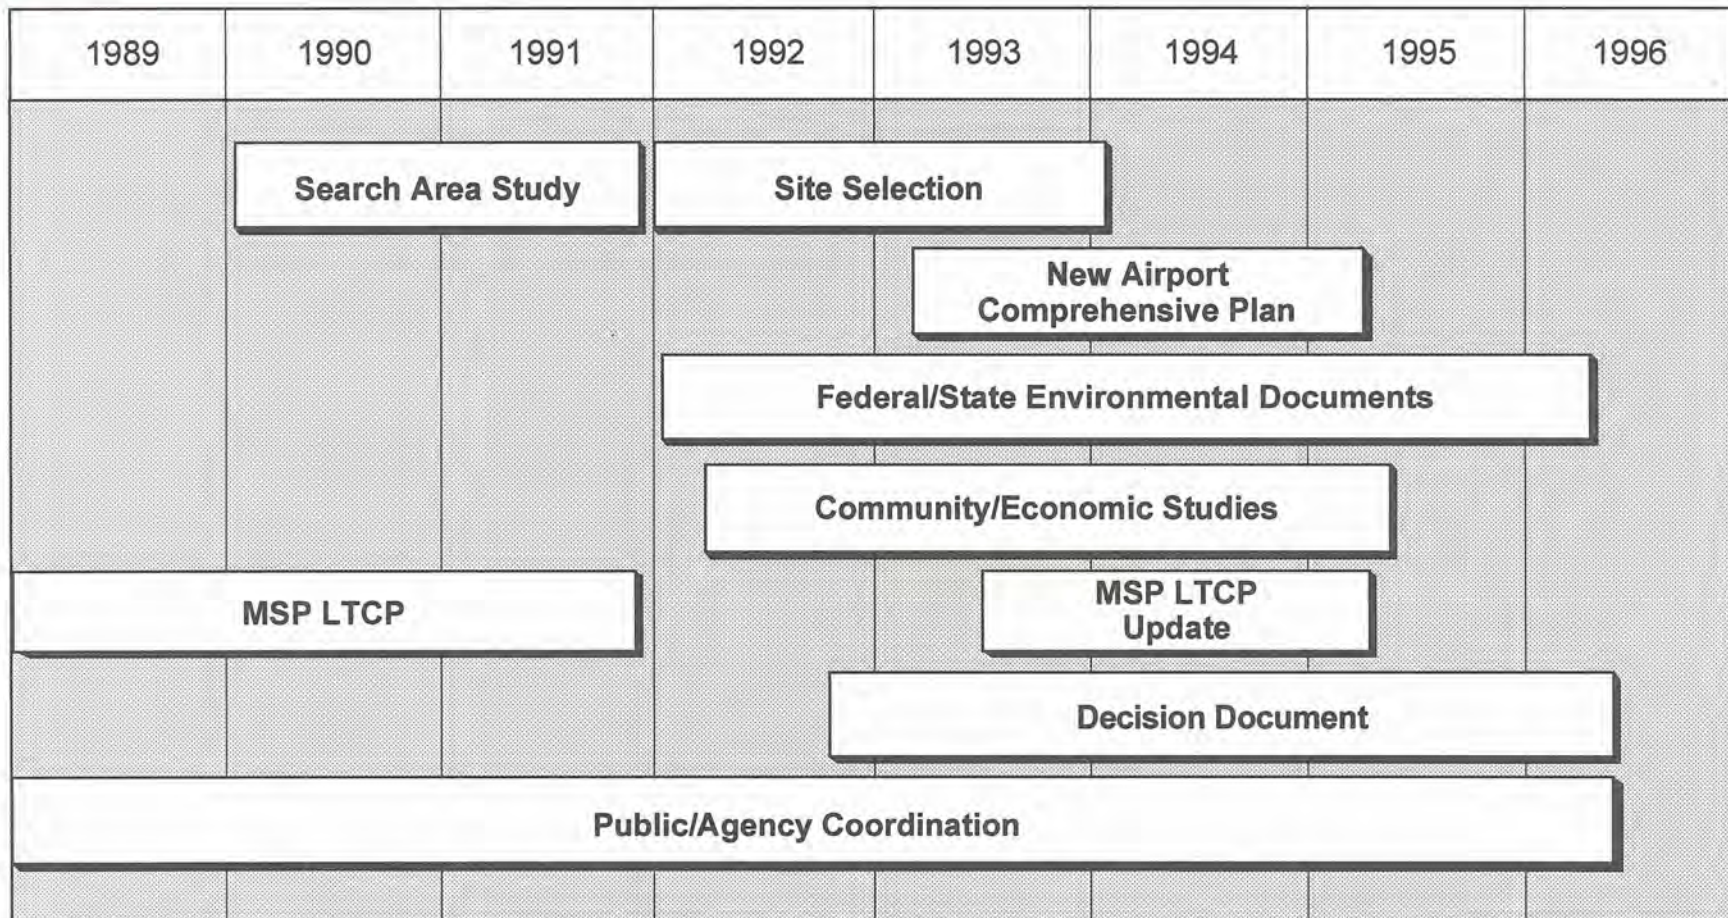 1989 1990 1991 1992 1993 1994 1995 1996
Search Area Study
Site Selection
New Airport
Comprehensive Plan
Federal/State Environmental Documents
Community/Economic Studies
MSP LTCP
MSP LTCP
Update
Decision Document
Public/Agency Coordination